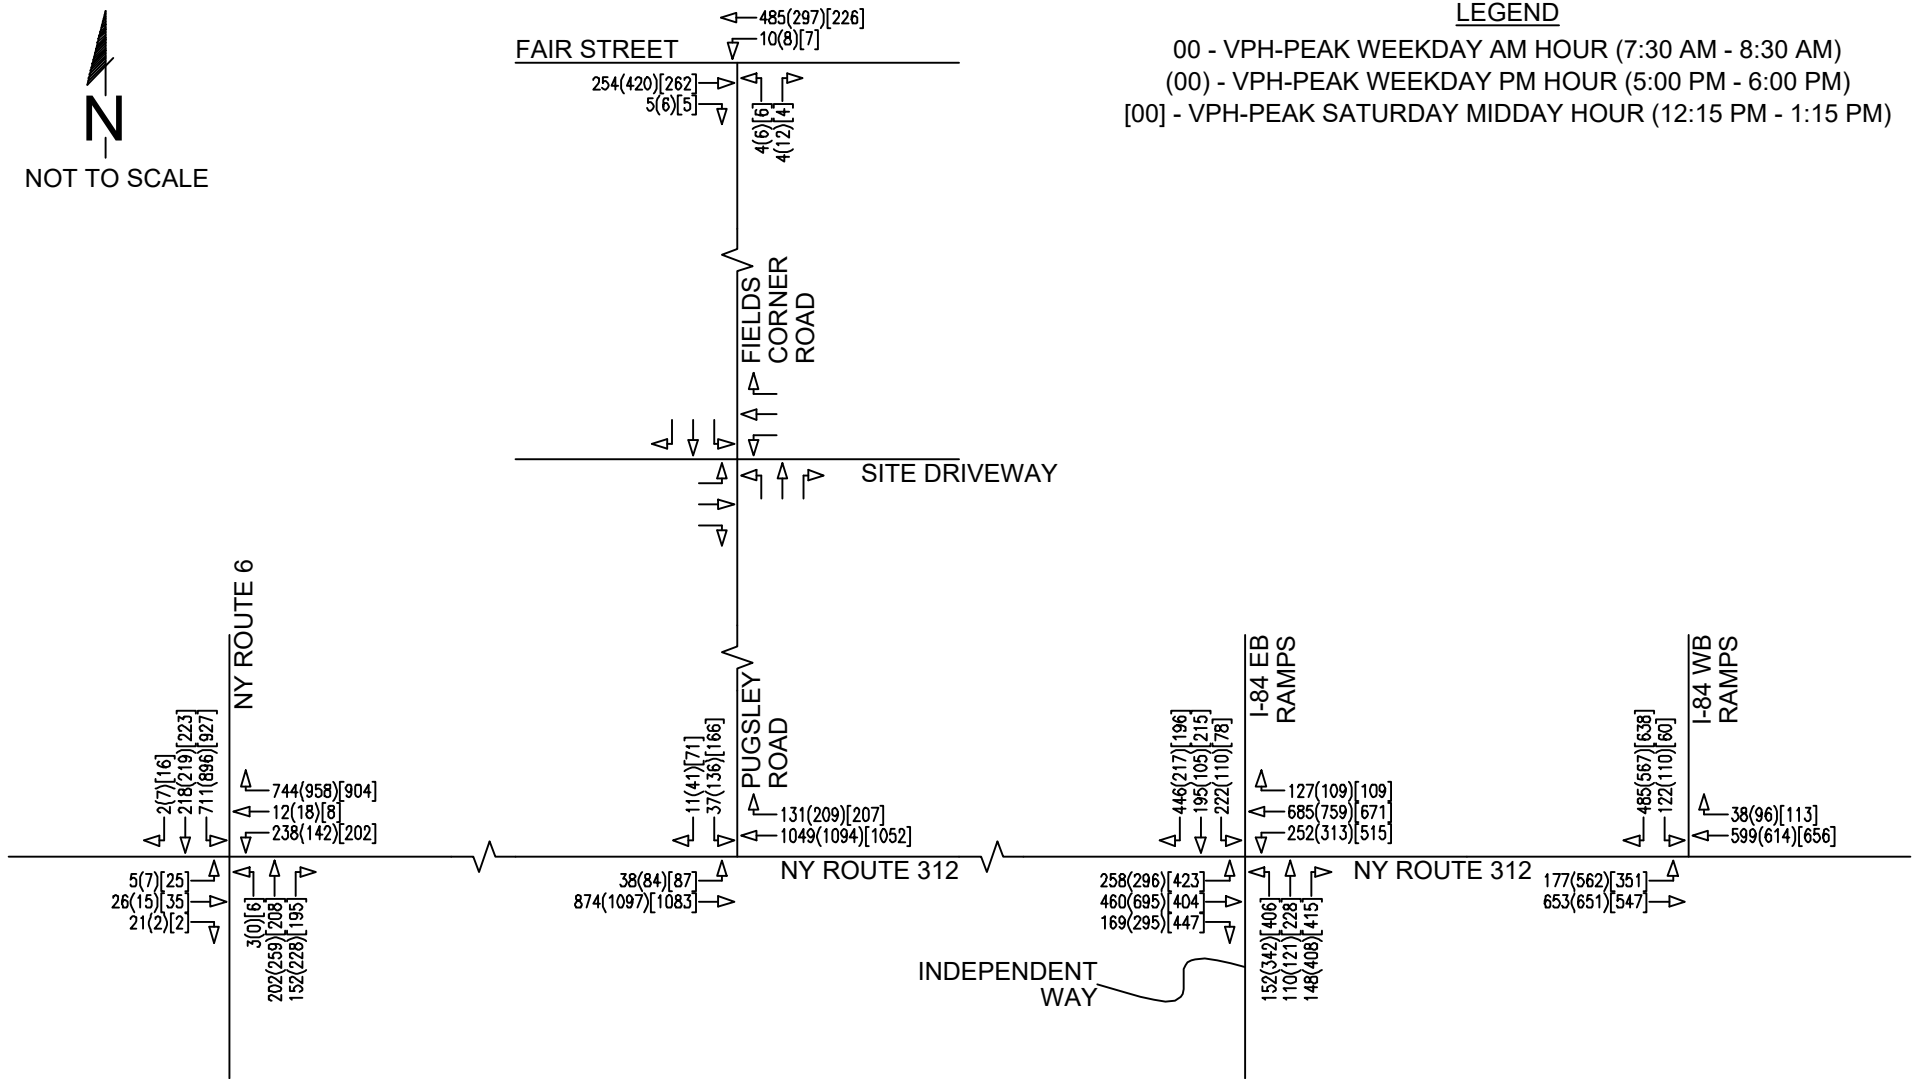 LEGEND
00 - VPH-PEAK WEEKDAY AM HOUR (7:30 AM - 8:30 AM)
(00) - VPH-PEAK WEEKDAY PM HOUR (5:00 PM - 6:00 PM)
[00] - VPH-PEAK SATURDAY MIDDAY HOUR (12:15 PM - 1:15 PM)
N
NOT TO SCALE
485(297)[226]
10(8)[7]
FAIR STREET
254(420)[262]
5(6)[5]
4(6)[6]
4(12)[4]
FIELDS
CORNER
ROAD
SITE DRIVEWAY
NY ROUTE 6
2(7)[16]
218(219)[223]
711(896)[927]
744(958)[904]
12(18)[8]
238(142)[202]
5(7)[25]
26(15)[35]
21(2)[2]
3(0)[6]
202(259)[208]
152(228)[195]
PUGSLEY
ROAD
11(41)[71]
37(136)[166]
131(209)[207]
1049(1094)[1052]
38(84)[87]
874(1097)[1083]
NY ROUTE 312
I-84 EB
RAMPS
446(217)[196]
195(105)[215]
222(110)[78]
127(109)[109]
685(759)[671]
252(313)[515]
258(296)[423]
460(695)[404]
169(295)[447]
152(342)[406]
110(121)[228]
148(408)[415]
INDEPENDENT
WAY
NY ROUTE 312
I-84 WB
RAMPS
485(567)[638]
122(110)[60]
38(96)[113]
599(614)[656]
177(562)[351]
653(651)[547]